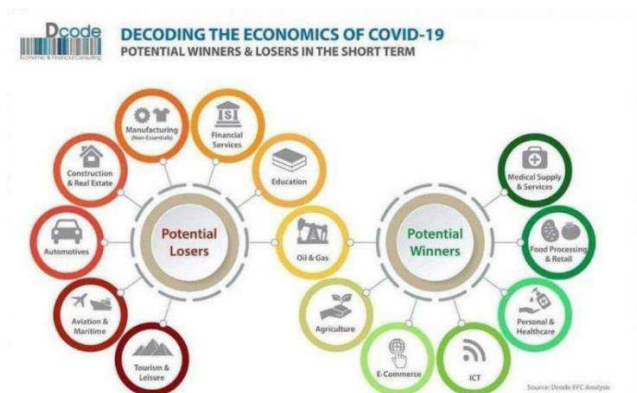 Dcode
ECONOMIC & FINANCIAL CONSULTING
DECODING THE ECONOMICS OF COVID-19
POTENTIAL WINNERS & LOSERS IN THE SHORT TERM
Manufacturing
(Non-Essentials)
Financial
Services
Construction
& Real Estate
Education
Automotives
Potential
Losers
Oil & Gas
Aviation &
Maritime
Tourism &
Leisure
Potential
Winners
Medical Supply
& Services
Food Processing
& Retail
Personal &
Healthcare
Agriculture
E-Commerce
ICT
Source: Dcode EFC Analysis